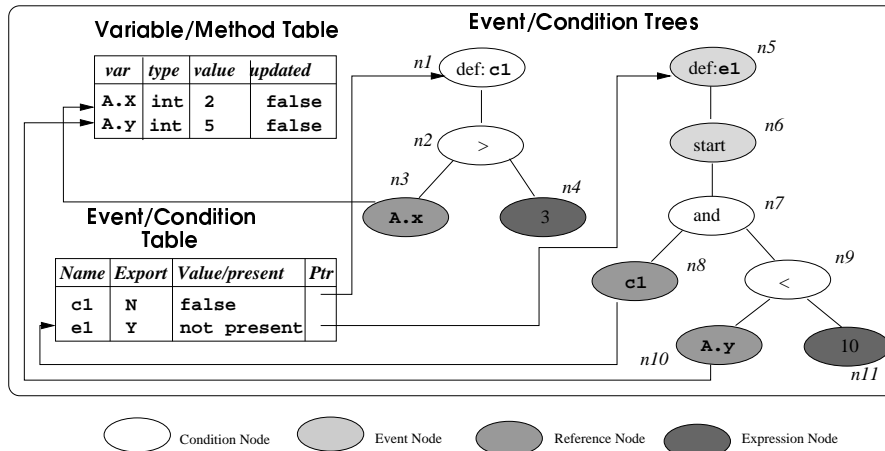 Variable/Method Table
var type value updated
A.X int 2 false
A.y int 5 false
Event/Condition Table
Name Export Value/present Ptr
c1 N false
e1 Y not present
Event/Condition Trees
n1
def: c1
n2
>
n3
A.x
n4
3
n5
def:e1
n6
start
n7
and
n8
c1
n9
<
n10
A.y
n11
10
Condition Node
Event Node
Reference Node
Expression Node